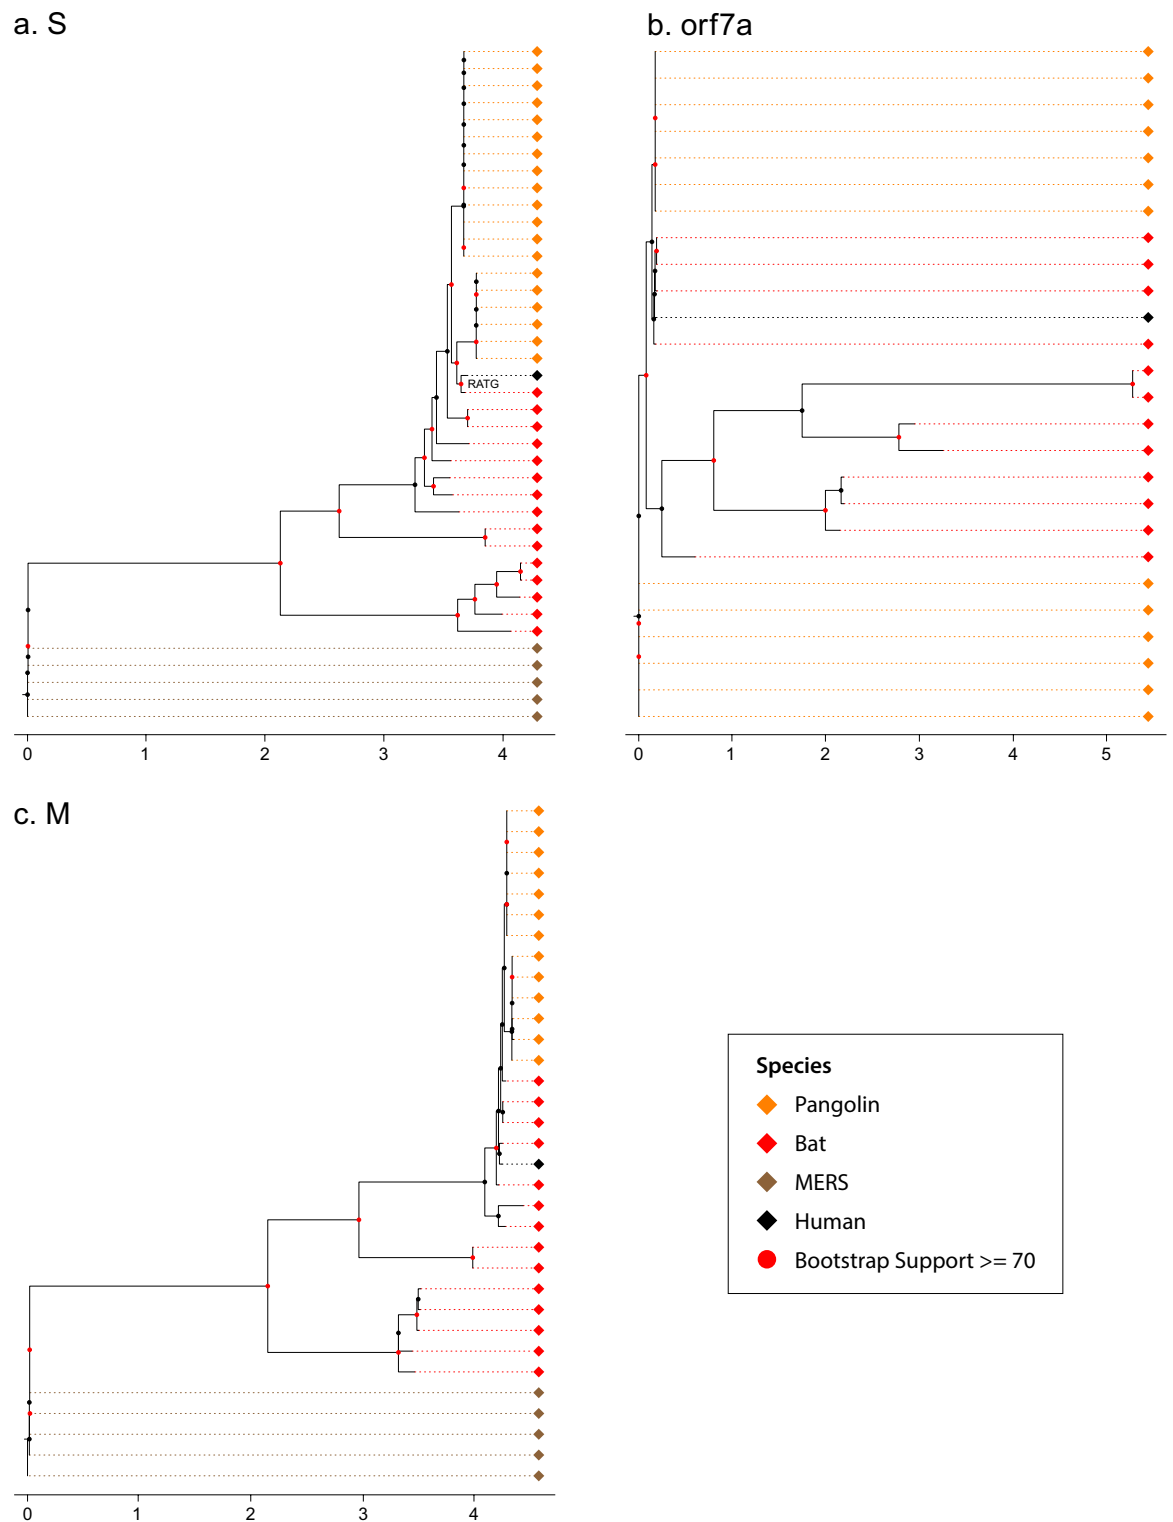 a. S
b. orf7a
RATG
0 1 2 3 4
0 1 2 3 4 5
c. M
Species
Pangolin
Bat
MERS
Human
Bootstrap Support >= 70
0 1 2 3 4